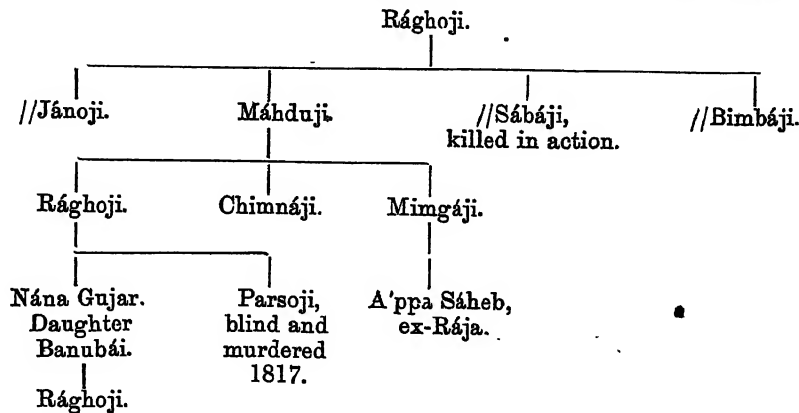 Rághoji.
//Jánoji. Máhduji. //Sábáji, //Bimbáji.
killed in action.
Rághoji. Chimnáji. Mimgáji.
Nána Gujar. Parsoji, A'ppa Sáheb,
Daughter blind and ex-Rája.
Banubái. murdered
1817.
Rághoji.